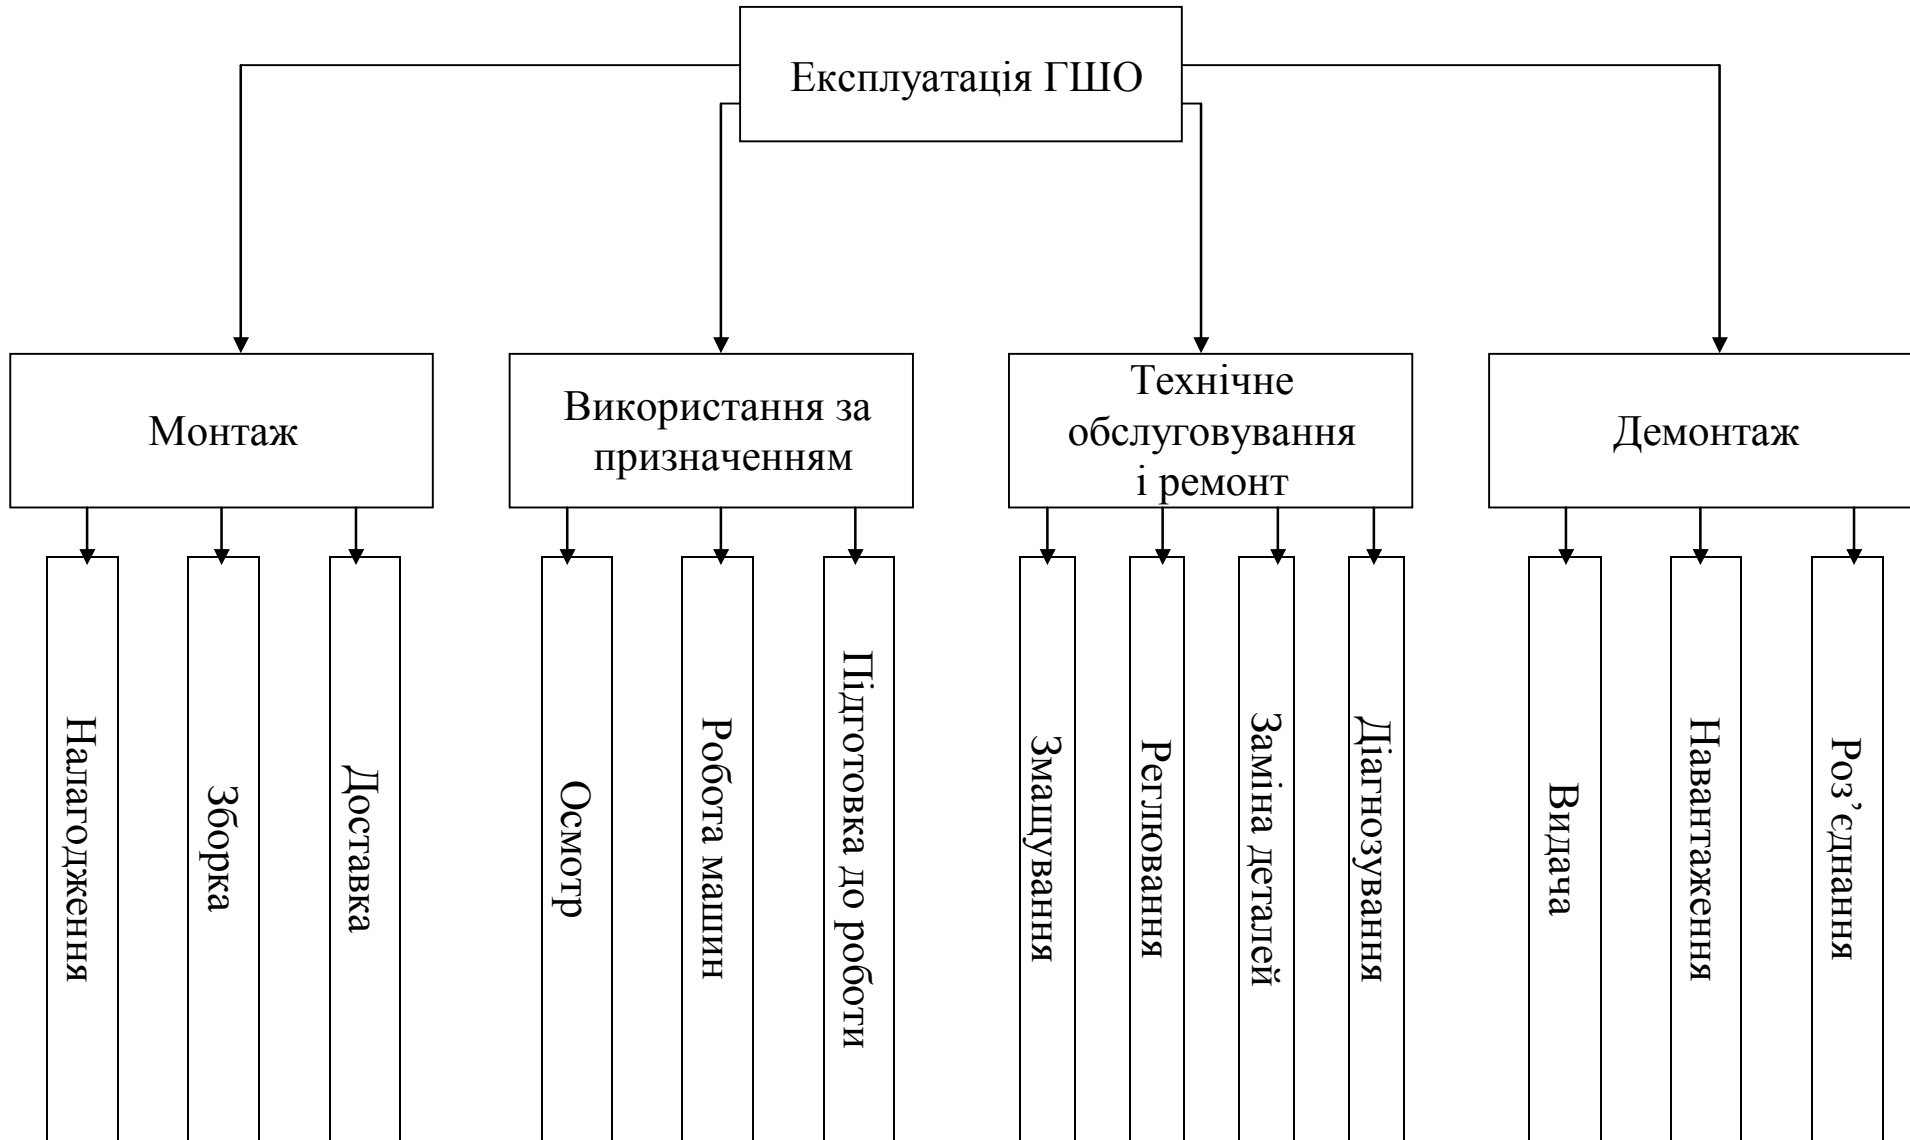 Експлуатація ГШО
Монтаж
Використання за
призначенням
Технічне
обслуговування
і ремонт
Демонтаж
Налагодження
Зборка
Доставка
Осмотр
Робота машин
Підготовка до роботи
Змащування
Реглювання
Заміна деталей
Діагнозування
Видача
Навантаження
Роз’єднання